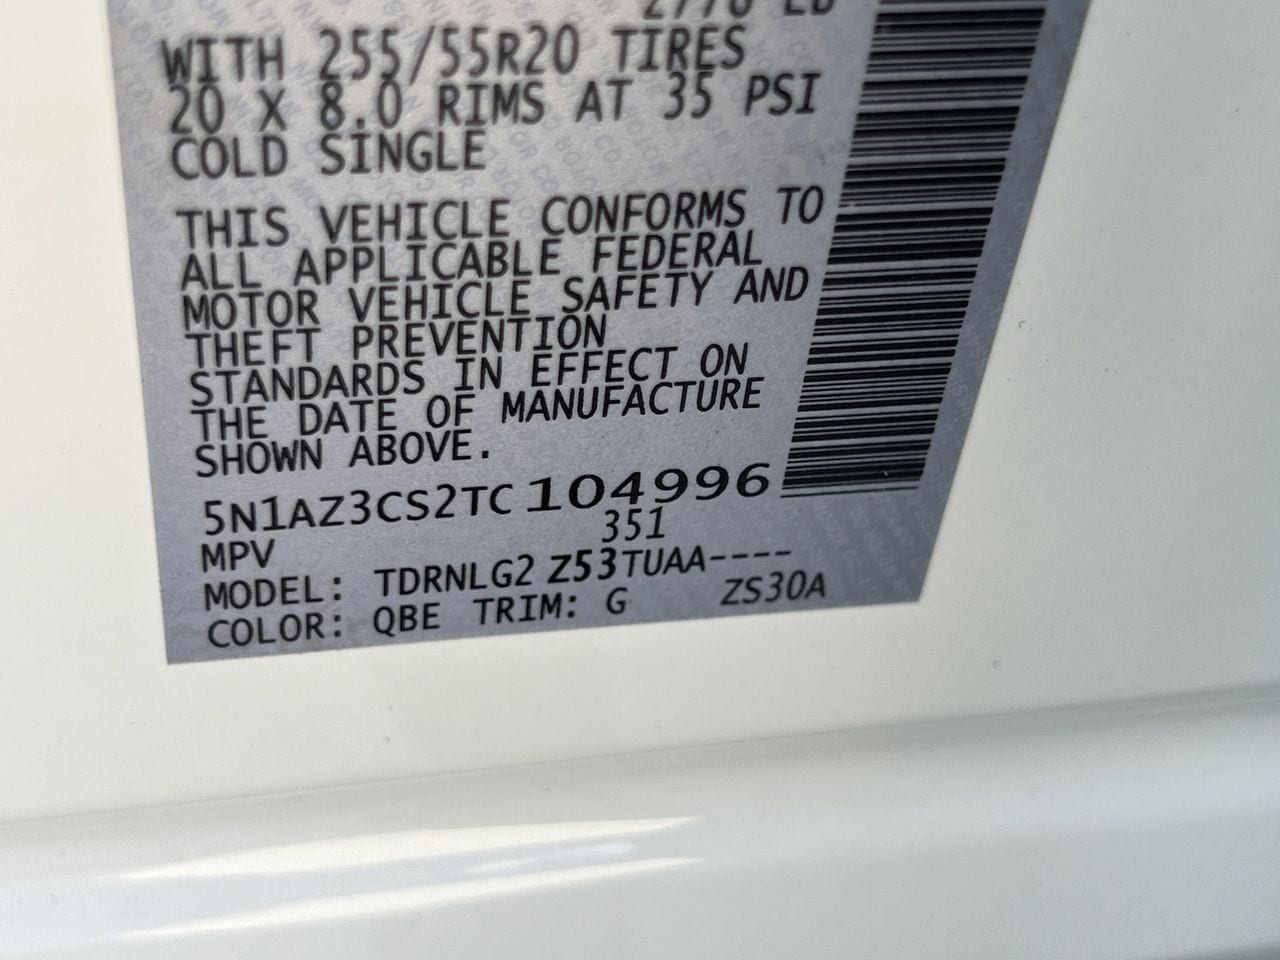 WITH 255/55R20 TIRES
20 X 8.0 RIMS AT 35 PSI
COLD SINGLE
THIS VEHICLE CONFORMS TO
ALL APPLICABLE FEDERAL
MOTOR VEHICLE SAFETY AND
THEFT PREVENTION
STANDARDS IN EFFECT ON
THE DATE OF MANUFACTURE
SHOWN ABOVE.
5N1AZ3CS2TC104996
MPV 351
MODEL: TDRNLG2 Z53TUAA----
COLOR: QBE TRIM: G ZS30A